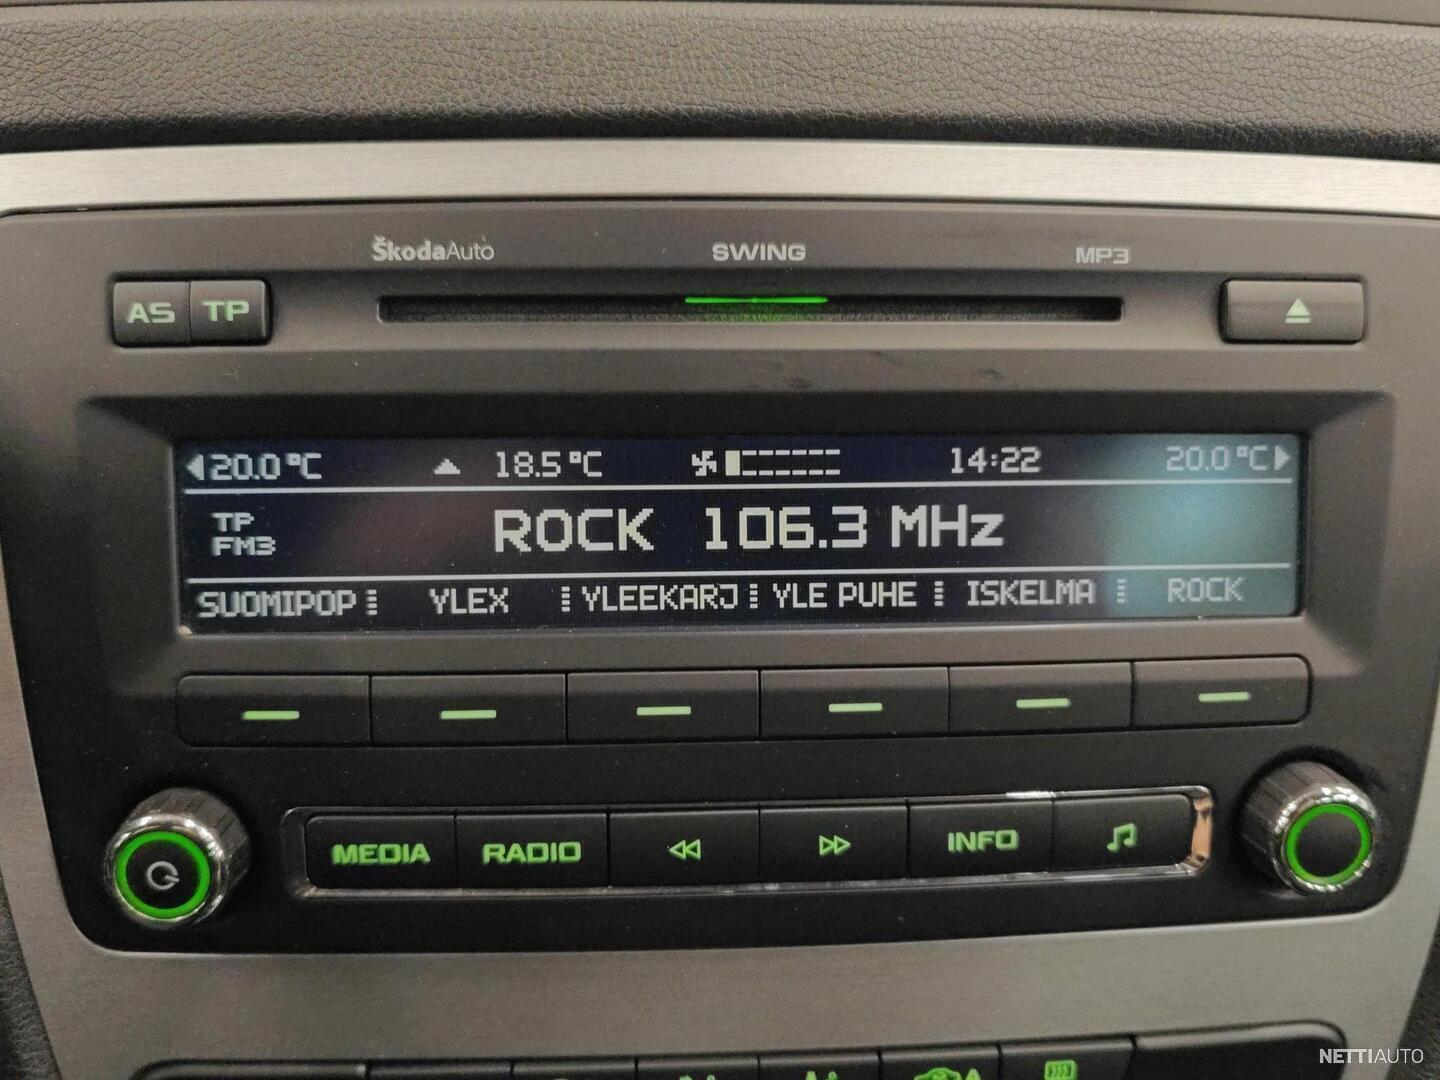 ŠkodaAuto SWING MP3
AS TP
20.0 °C 18.5 °C 14:22 20.0 °C
TP
FM3
ROCK 106.3 MHz
SUOMIPOP YLEX YLEEKARJ YLE PUHE ISKELMA ROCK
MEDIA RADIO INFO
NETTIAUTO